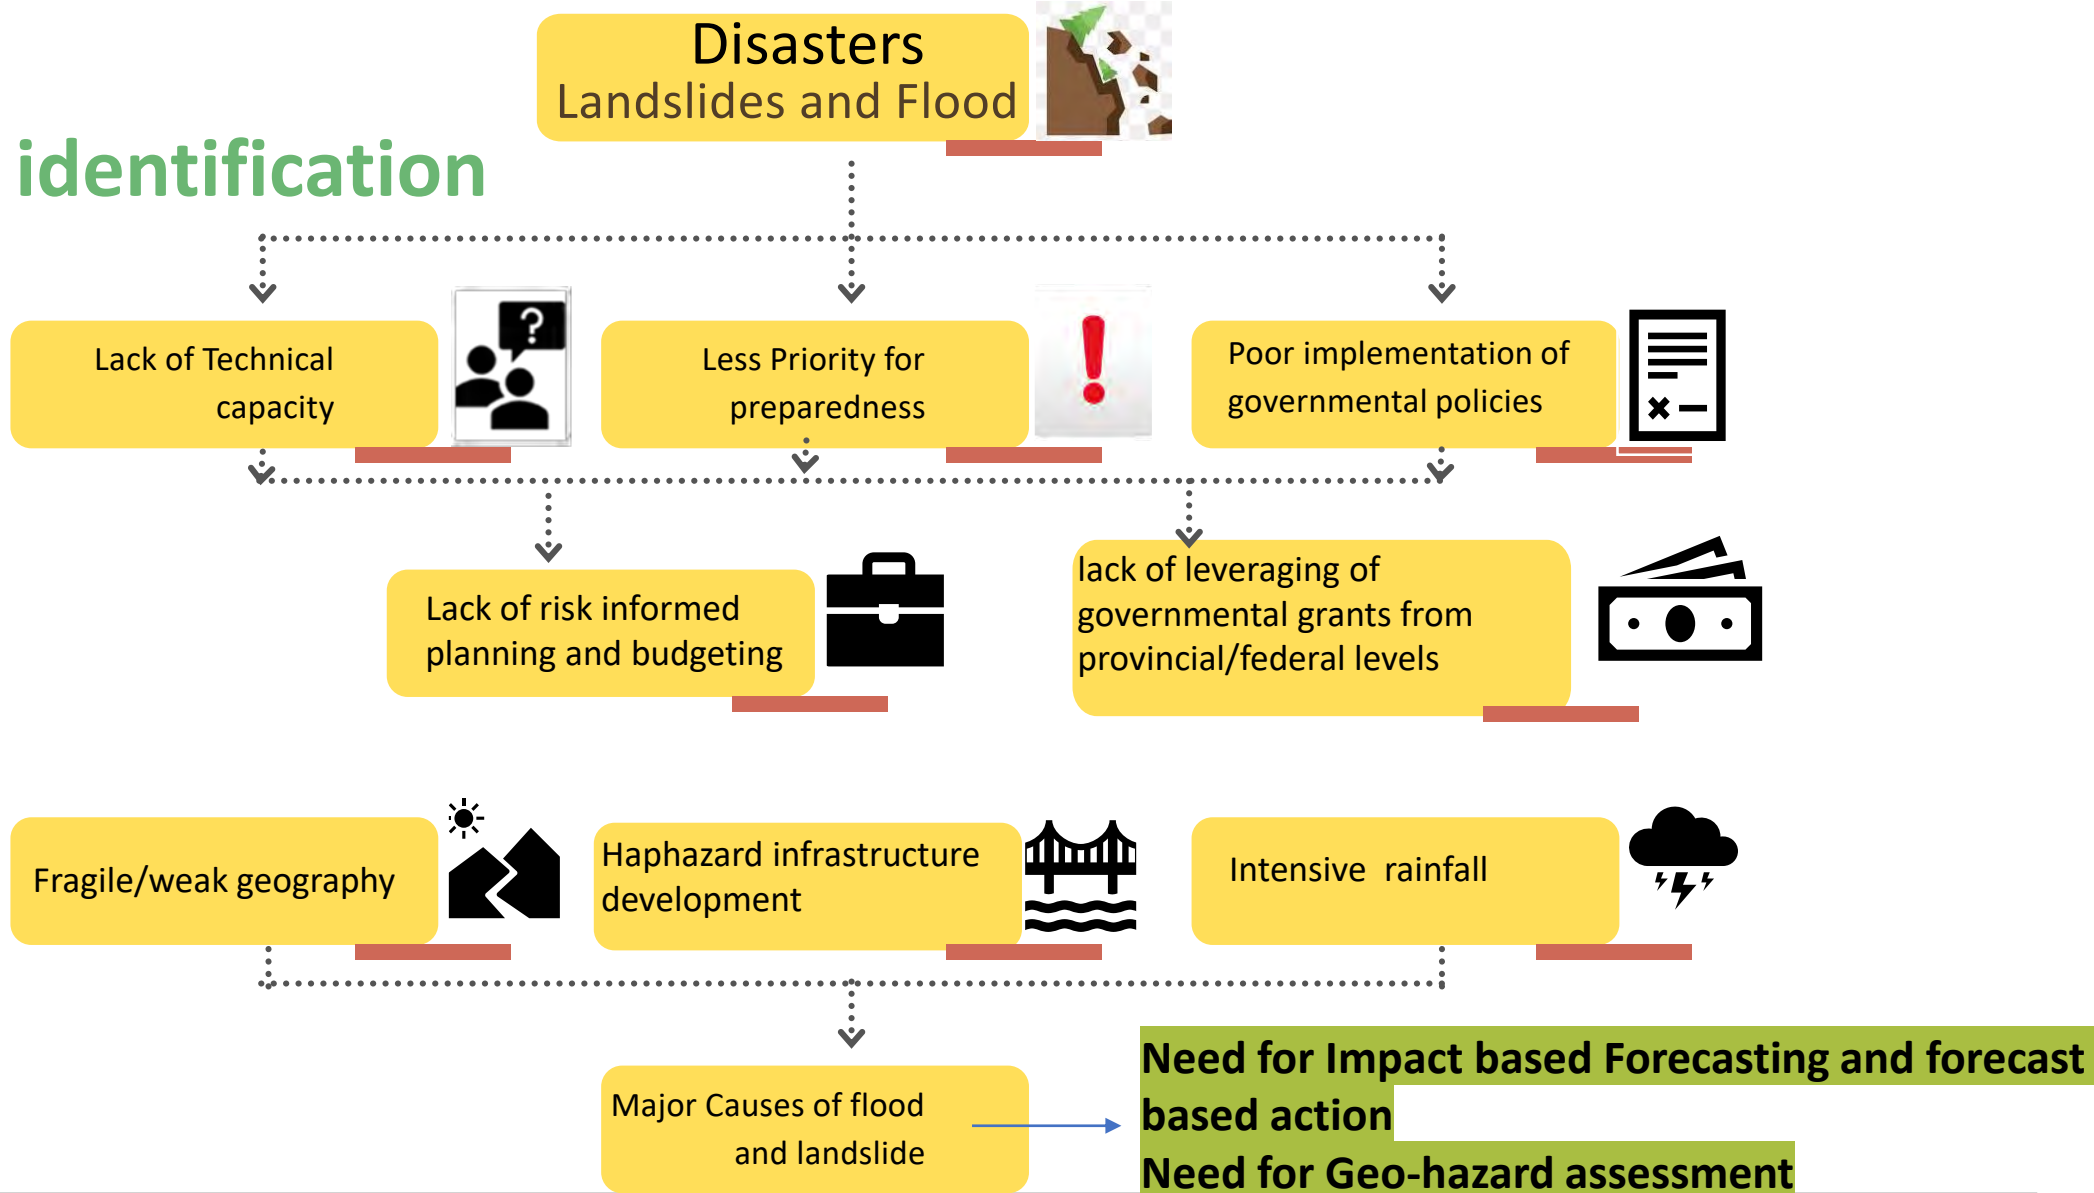 Disasters
Landslides and Flood
identification
Lack of Technical
capacity
Less Priority for
preparedness
Poor implementation of
governmental policies
Lack of risk informed
planning and budgeting
lack of leveraging of
governmental grants from
provincial/federal levels
Fragile/weak geography
Haphazard infrastructure
development
Intensive rainfall
Major Causes of flood
and landslide
Need for Impact based Forecasting and forecast
based action
Need for Geo-hazard assessment